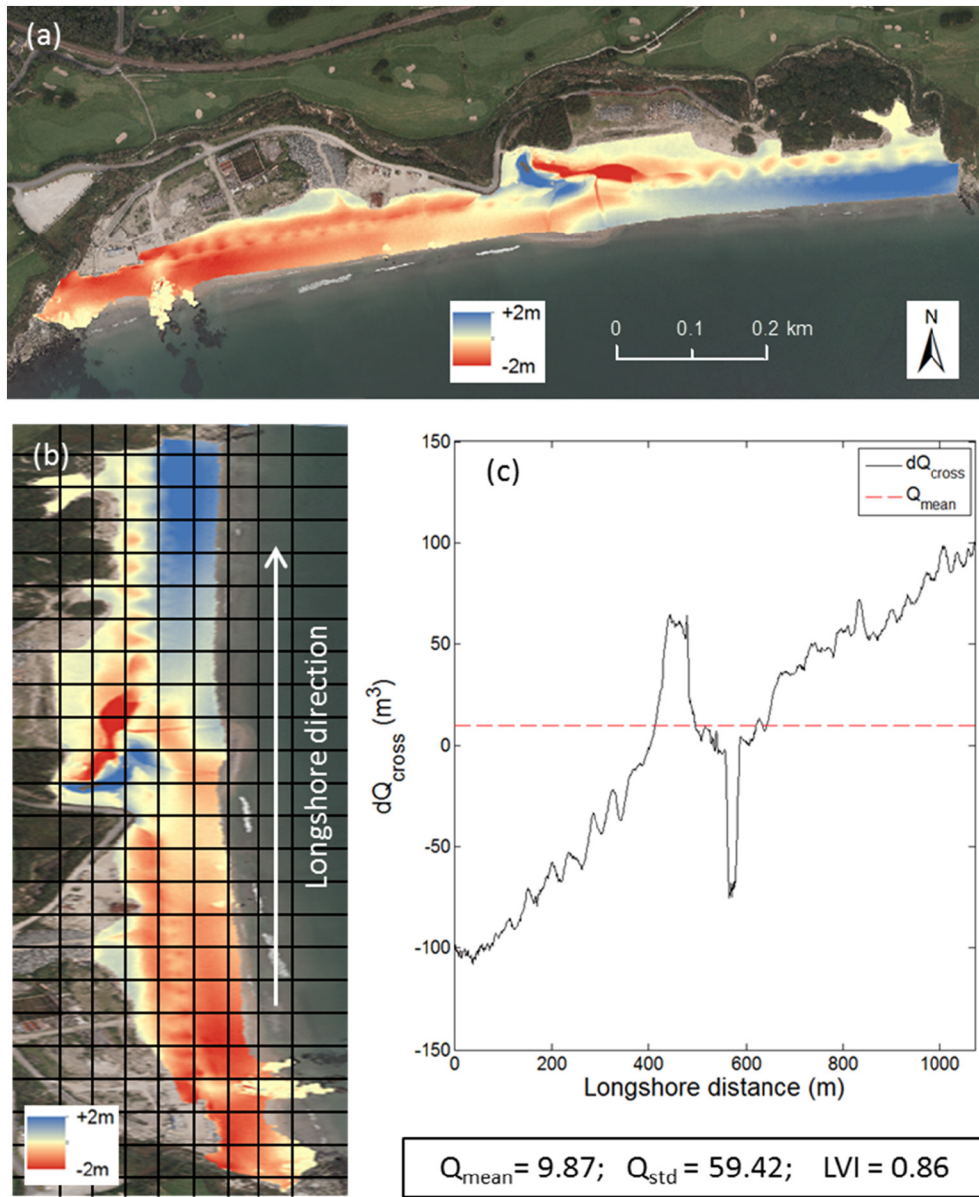 (a)
+2m
-2m
0 0.1 0.2 km
N
(b)
Longshore direction
+2m
-2m
(c)
dQcross
Qmean
150
100
50
0
-50
-100
-150
dQcross (m³)
0 200 400 600 800 1000
Longshore distance (m)
Qmean = 9.87; Qstd = 59.42; LVI = 0.86